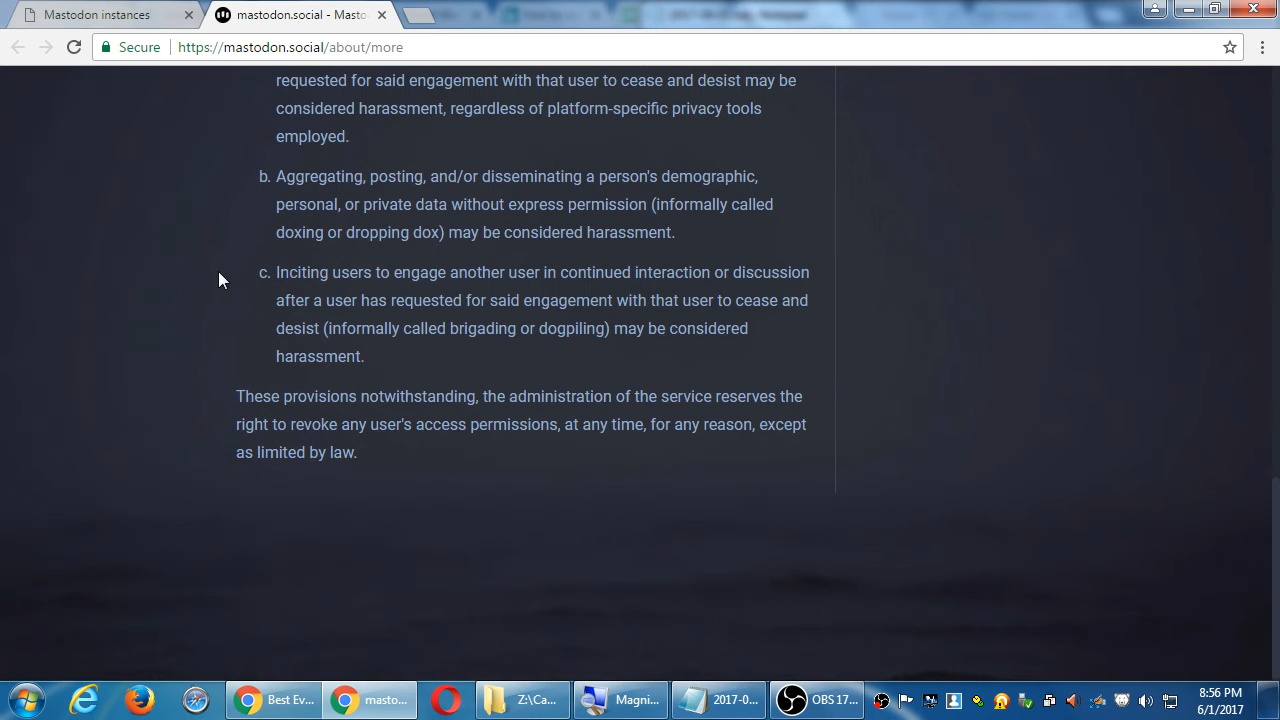 Mastodon instances
mastodon.social - Masto
Secure
https://mastodon.social/about/more
requested for said engagement with that user to cease and desist may be
considered harassment, regardless of platform-specific privacy tools
employed.
b. Aggregating, posting, and/or disseminating a person's demographic,
personal, or private data without express permission (informally called
doxing or dropping dox) may be considered harassment.
c. Inciting users to engage another user in continued interaction or discussion
after a user has requested for said engagement with that user to cease and
desist (informally called brigading or dogpiling) may be considered
harassment.
These provisions notwithstanding, the administration of the service reserves the
right to revoke any user's access permissions, at any time, for any reason, except
as limited by law.
Best Ev...
masto...
Z:\Ca...
Magni...
2017-0...
OBS 17...
8:56 PM
6/1/2017